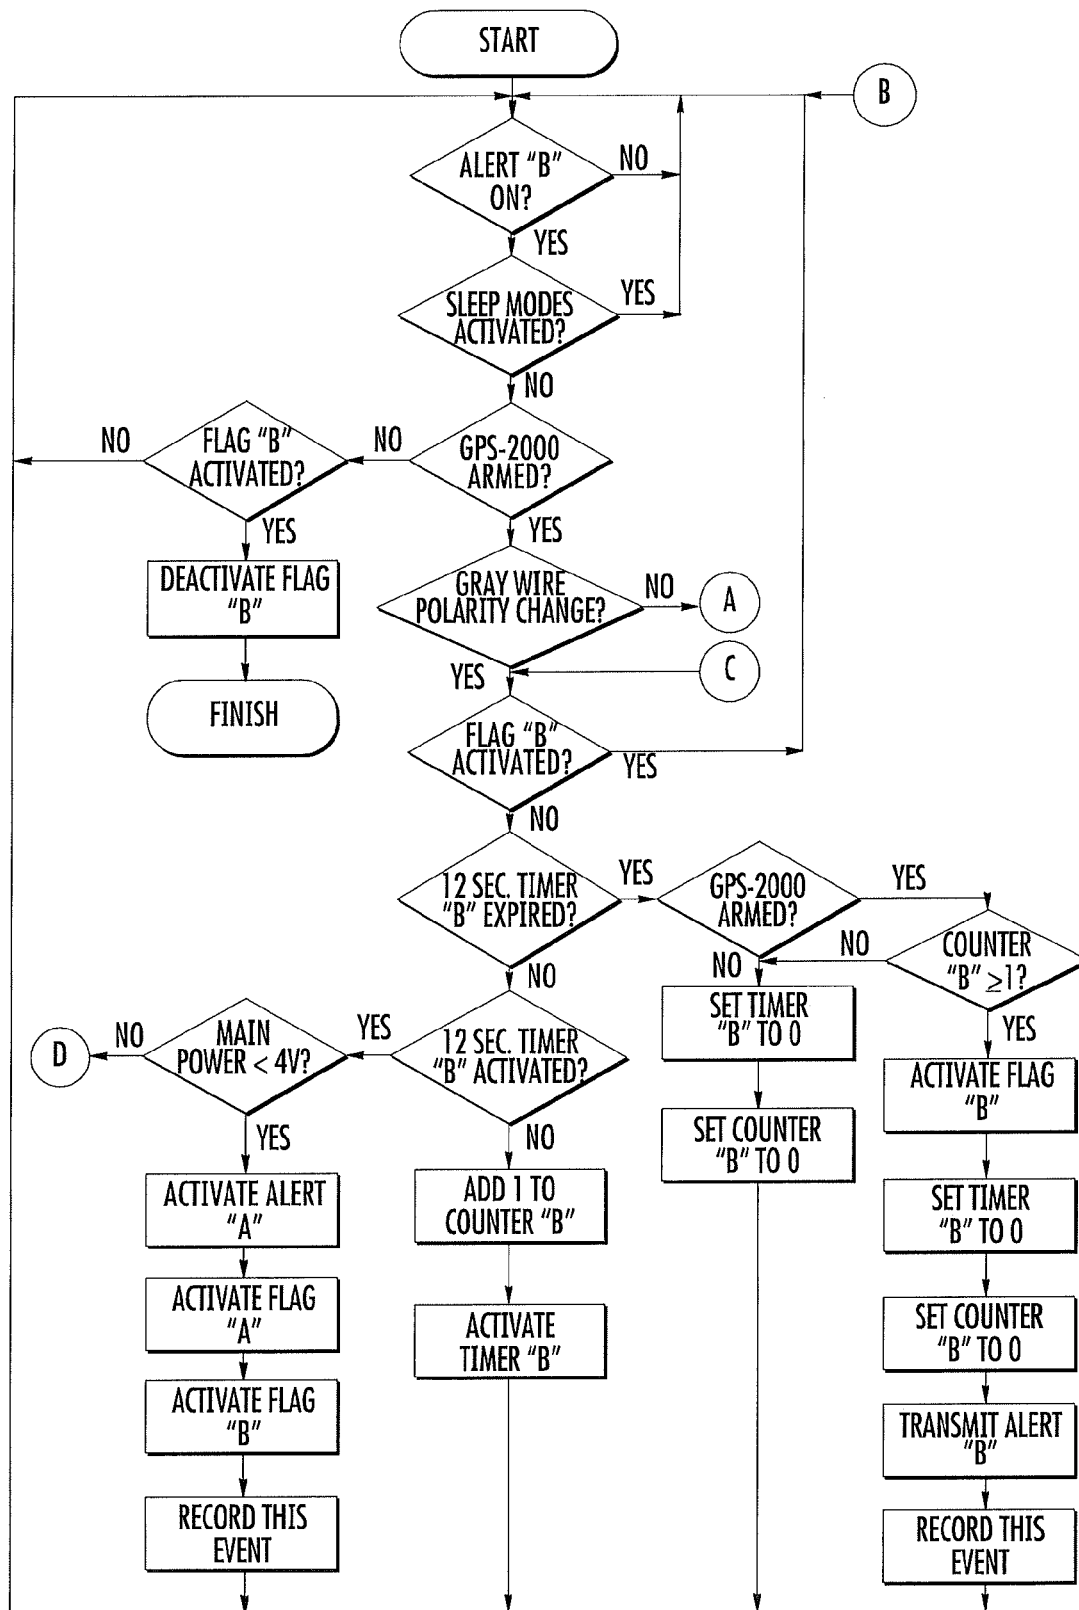 START
B
ALERT "B"
ON?
NO
YES
SLEEP MODES
ACTIVATED?
YES
NO
GPS-2000
ARMED?
NO
FLAG "B"
ACTIVATED?
NO
YES
DEACTIVATE FLAG
"B"
FINISH
YES
GRAY WIRE
POLARITY CHANGE?
NO
A
YES
C
FLAG "B"
ACTIVATED?
YES
NO
12 SEC. TIMER
"B" EXPIRED?
YES
GPS-2000
ARMED?
YES
COUNTER
"B" ≥1?
NO
NO
SET TIMER
"B" TO 0
SET COUNTER
"B" TO 0
YES
ACTIVATE FLAG
"B"
SET TIMER
"B" TO 0
SET COUNTER
"B" TO 0
TRANSMIT ALERT
"B"
RECORD THIS
EVENT
NO
12 SEC. TIMER
"B" ACTIVATED?
YES
MAIN
POWER < 4V?
NO
D
YES
ACTIVATE ALERT
"A"
ACTIVATE FLAG
"A"
ACTIVATE FLAG
"B"
RECORD THIS
EVENT
NO
ADD 1 TO
COUNTER "B"
ACTIVATE
TIMER "B"